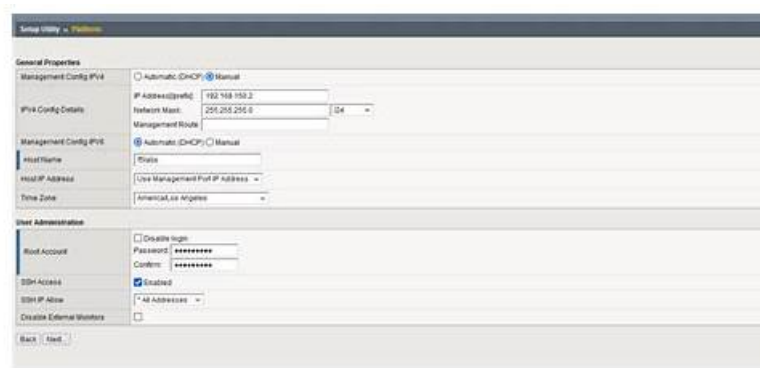 Setup Utility » Platform
General Properties
Management Config IPV4
Automatic (DHCP) Manual
IPV4 Config Details
IP Address[/prefix]: 192.168.150.2
Network Mask: 255.255.255.0 /24
Management Route:
Management Config IPV6
Automatic (DHCP) Manual
Host Name
Host IP Address
Use Management Port IP Address
Time Zone
America/Los Angeles
User Administration
Root Account
Disable login
Password: •••••••••
Confirm: •••••••••
SSH Access
Enabled
SSH IP Allow
* All Addresses
Disable External Monitors
Back Next...